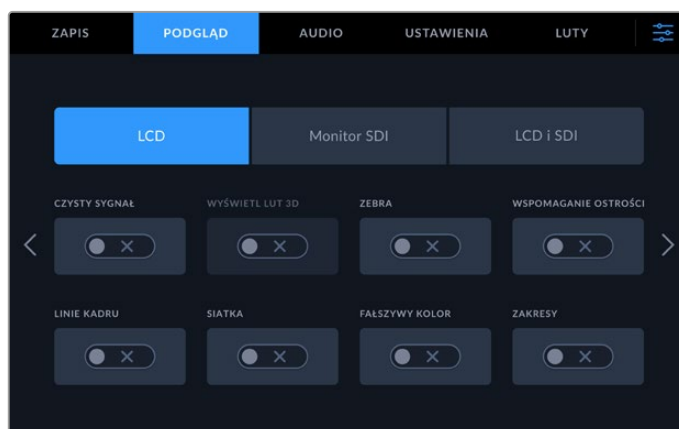 ZAPIS PODGLĄD AUDIO USTAWIENIA LUTY
LCD Monitor SDI LCD i SDI
CZYSTY SYGNAŁ WYŚWIETL LUT 3D ZEBRA WSPOMAGANIE OSTROŚCI
LINIE KADRU SIATKA FAŁSZYWY KOLOR ZAKRESY